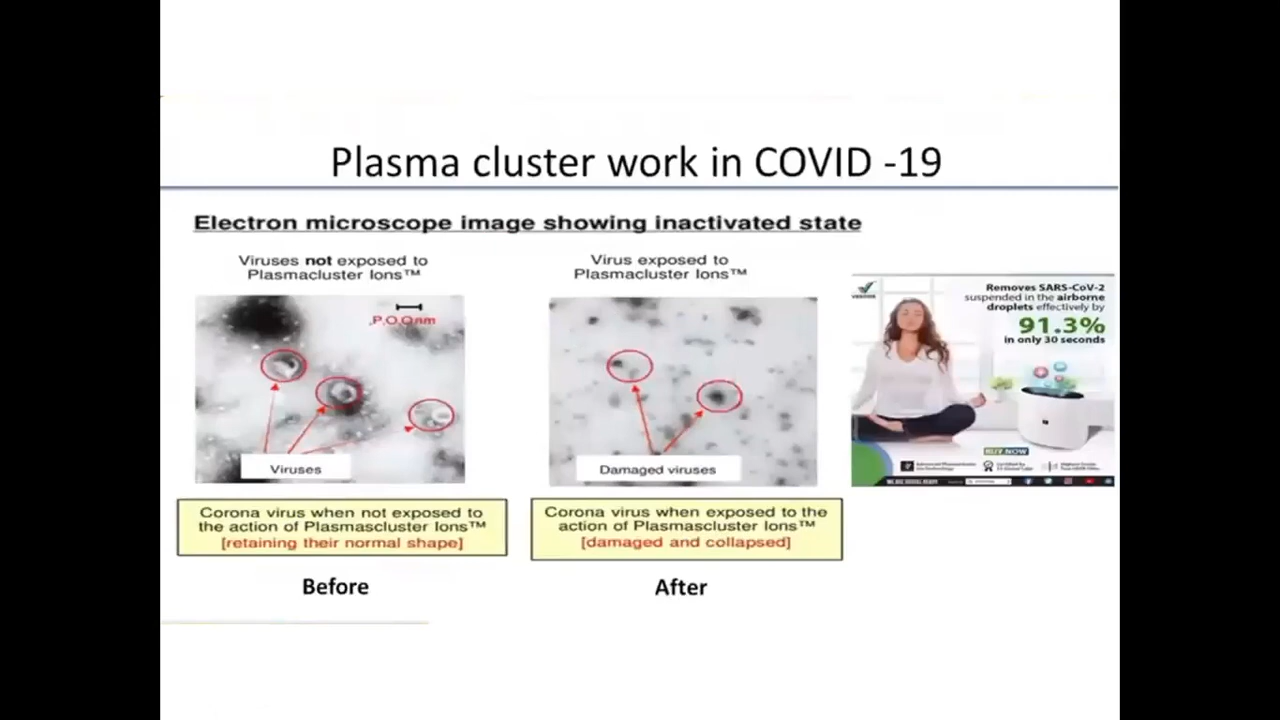 Plasma cluster work in COVID -19
Electron microscope image showing inactivated state
Viruses not exposed to
Plasmacluster Ions™
Virus exposed to
Plasmacluster Ions™
Viruses
Damaged viruses
Corona virus when not exposed to
the action of Plasmascluster Ions™
[retaining their normal shape]
Corona virus when exposed to the
action of Plasmascluster Ions™
[damaged and collapsed]
Before
After
Removes SARS-CoV-2
suspended in the airborne
droplets effectively by
91.3%
in only 30 seconds
BUY NOW